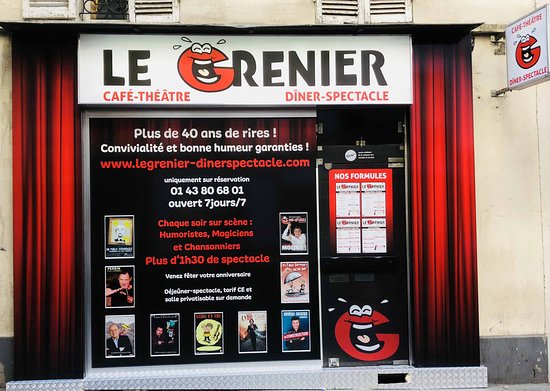 LE GRENIER
CAFÉ-THÉÂTRE DÎNER-SPECTACLE
CAFÉ-THÉÂTRE
DÎNER-SPECTACLE
Plus de 40 ans de rires !
Convivialité et bonne humeur garanties !
www.legrenier-dinerspectacle.com
uniquement sur réservation
01 43 80 68 01
ouvert 7jours/7
Chaque soir sur scène :
Humoristes, Magiciens
et Chansonniers
Plus d'1h30 de spectacle
Venez fêter votre anniversaire
Déjeûner-spectacle, tarif CE et
salle privatisable sur demande
NOS FORMULES